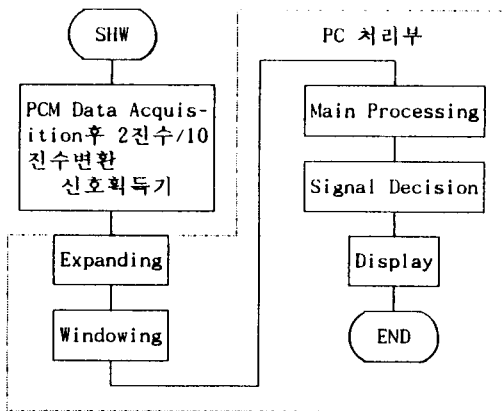 SHW
PCM Data Acquis-
ition후 2진수/10
진수변환
신호획득기
Expanding
Windowing
PC 처리부
Main Processing
Signal Decision
Display
END